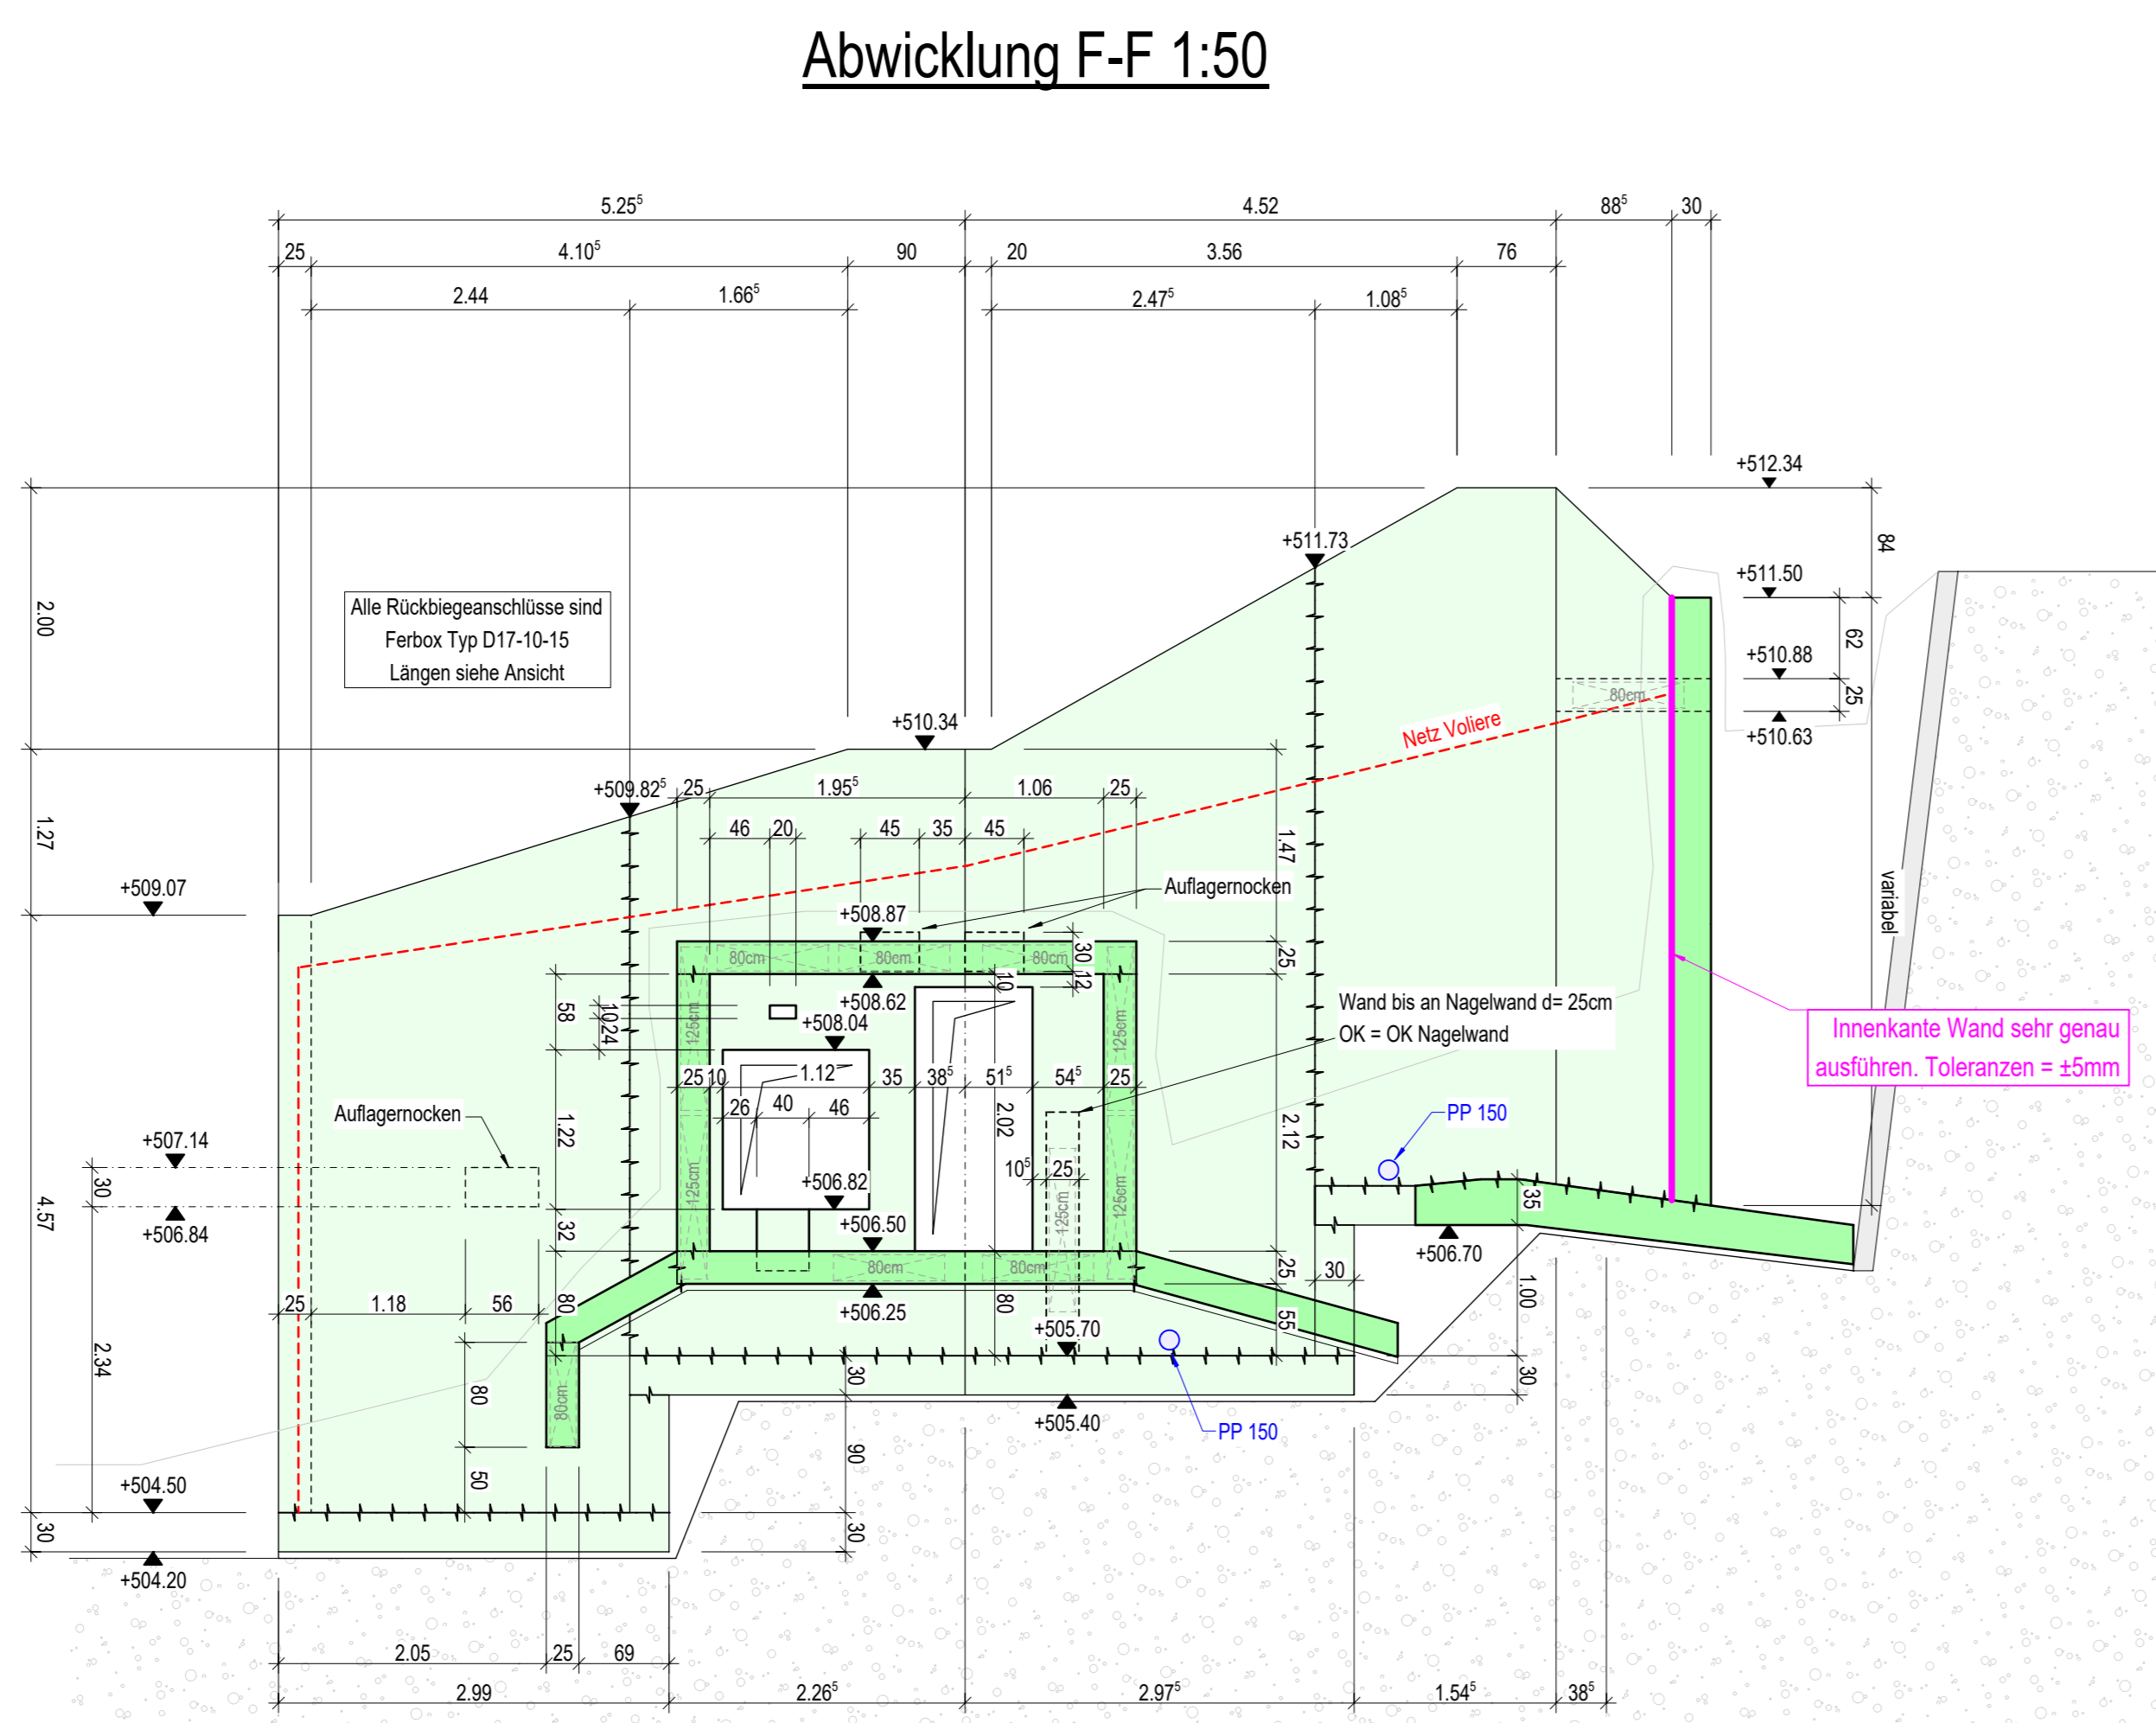 Abwicklung F-F 1:50
5.25⁵ 4.52 88⁵ 30
25 4.10⁵ 90 20 3.56 76
2.44 1.66⁵ 2.47⁵ 1.08⁵
+512.34
84
+511.73
+511.50
62
+510.88
25
+510.63
80cm
2.00
Alle Rückbiegeanschlüsse sind
Ferbox Typ D17-10-15
Längen siehe Ansicht
Netz Voliere
+510.34
+509.82⁵
25 1.95⁵ 1.06 25
46 20 45 35 45
1.27
1.47
+509.07
Auflagernocken
variabel
+508.87
80cm 80cm 80cm
30
12
10
25
+508.62
58
10
24
+508.04
125cm
125cm
Wand bis an Nagelwand d= 25cm
OK = OK Nagelwand
Innenkante Wand sehr genau
ausführen. Toleranzen = ±5mm
25 10 1.12 35 38⁵ 51⁵ 54⁵ 25
26 40 46
2.02
2.12
1.22
Auflagernocken
PP 150
+507.14
30
+506.84
10⁵ 25
125cm
125cm
125cm
+506.82
35
4.57
32
+506.50
+506.70
80cm 80cm
25
30
1.00
+506.25
25 1.18 56
80
80
55
+505.70
2.34
30
30
80
80cm
+505.40
PP 150
90
50
+504.50
30
30
+504.20
2.05 25 69
2.99 2.26⁵ 2.97⁵ 1.54⁵ 38⁵